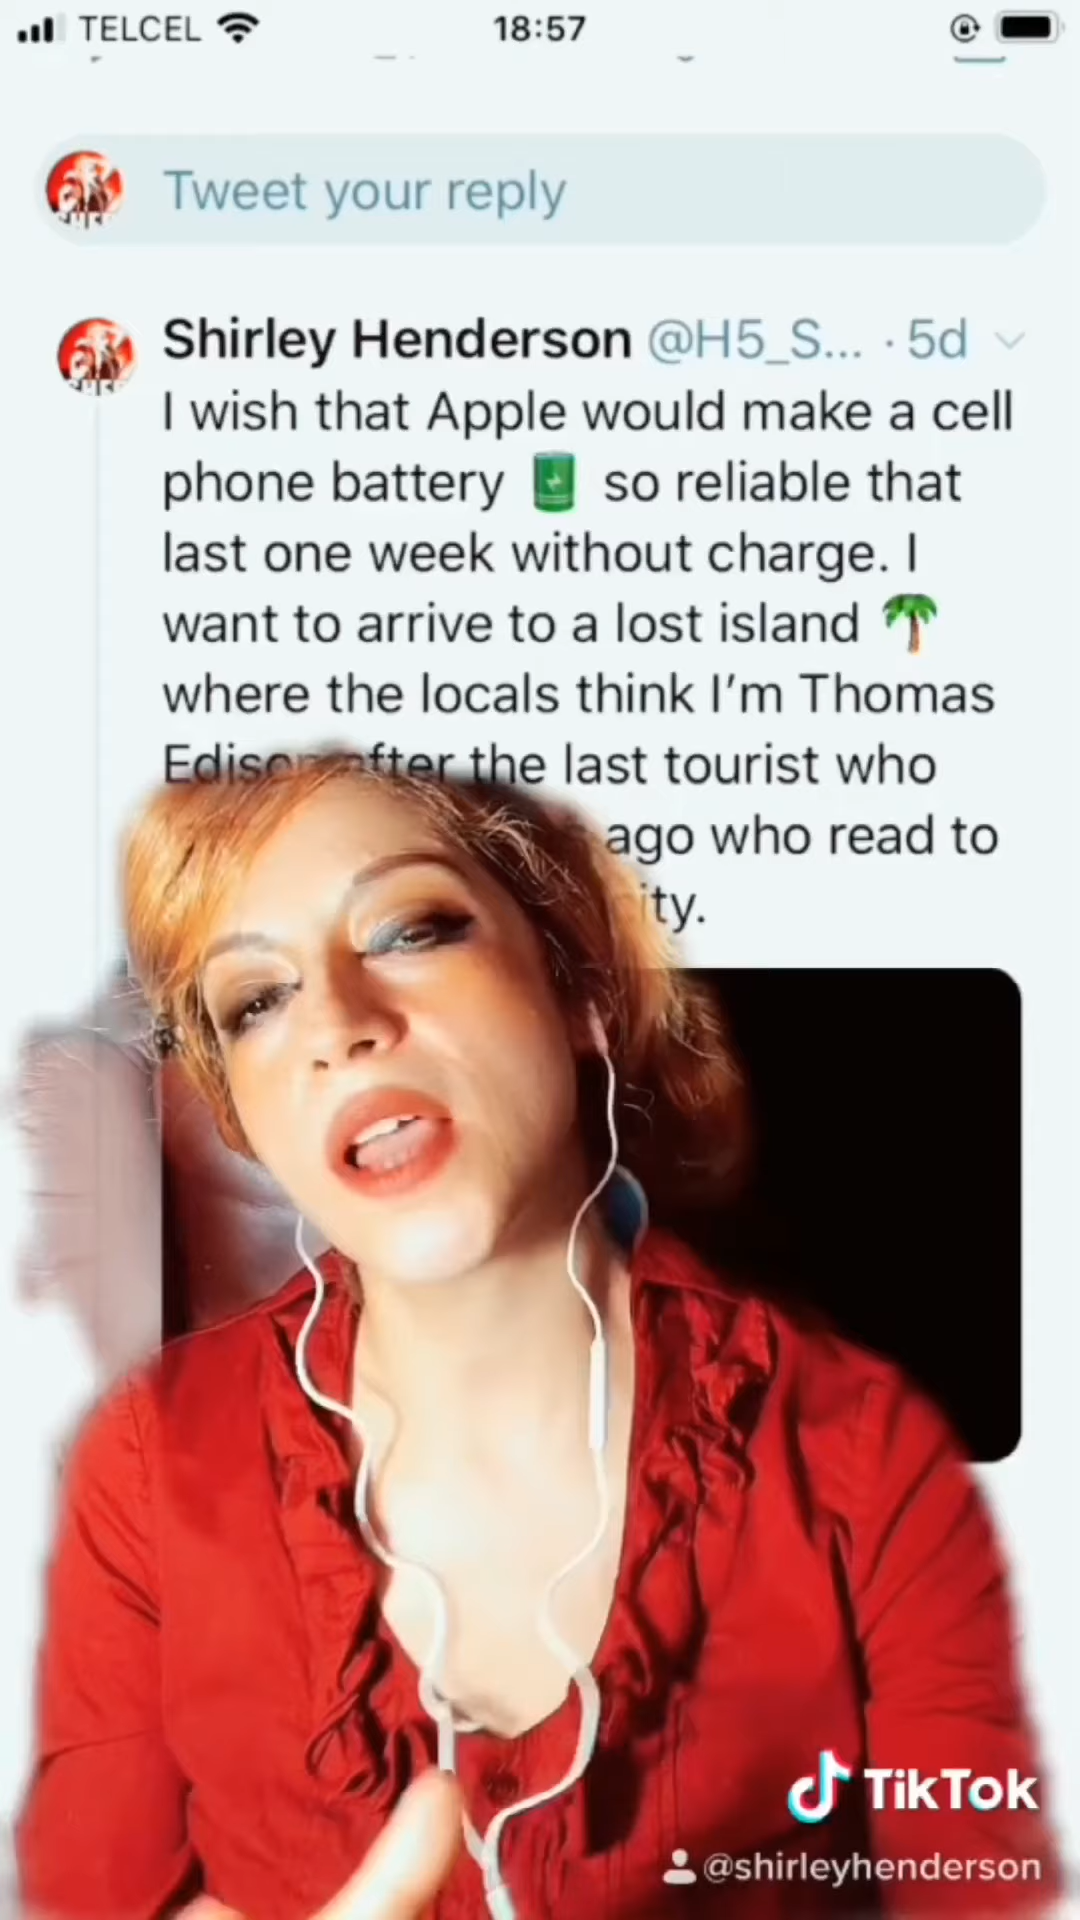 TELCEL
18:57
Tweet your reply
Shirley Henderson @H5_S... · 5d
I wish that Apple would make a cell
phone battery 🔋 so reliable that
last one week without charge. I
want to arrive to a lost island 🌴
where the locals think I'm Thomas
Edison after the last tourist who
ago who read to
TikTok
@shirleyhenderson